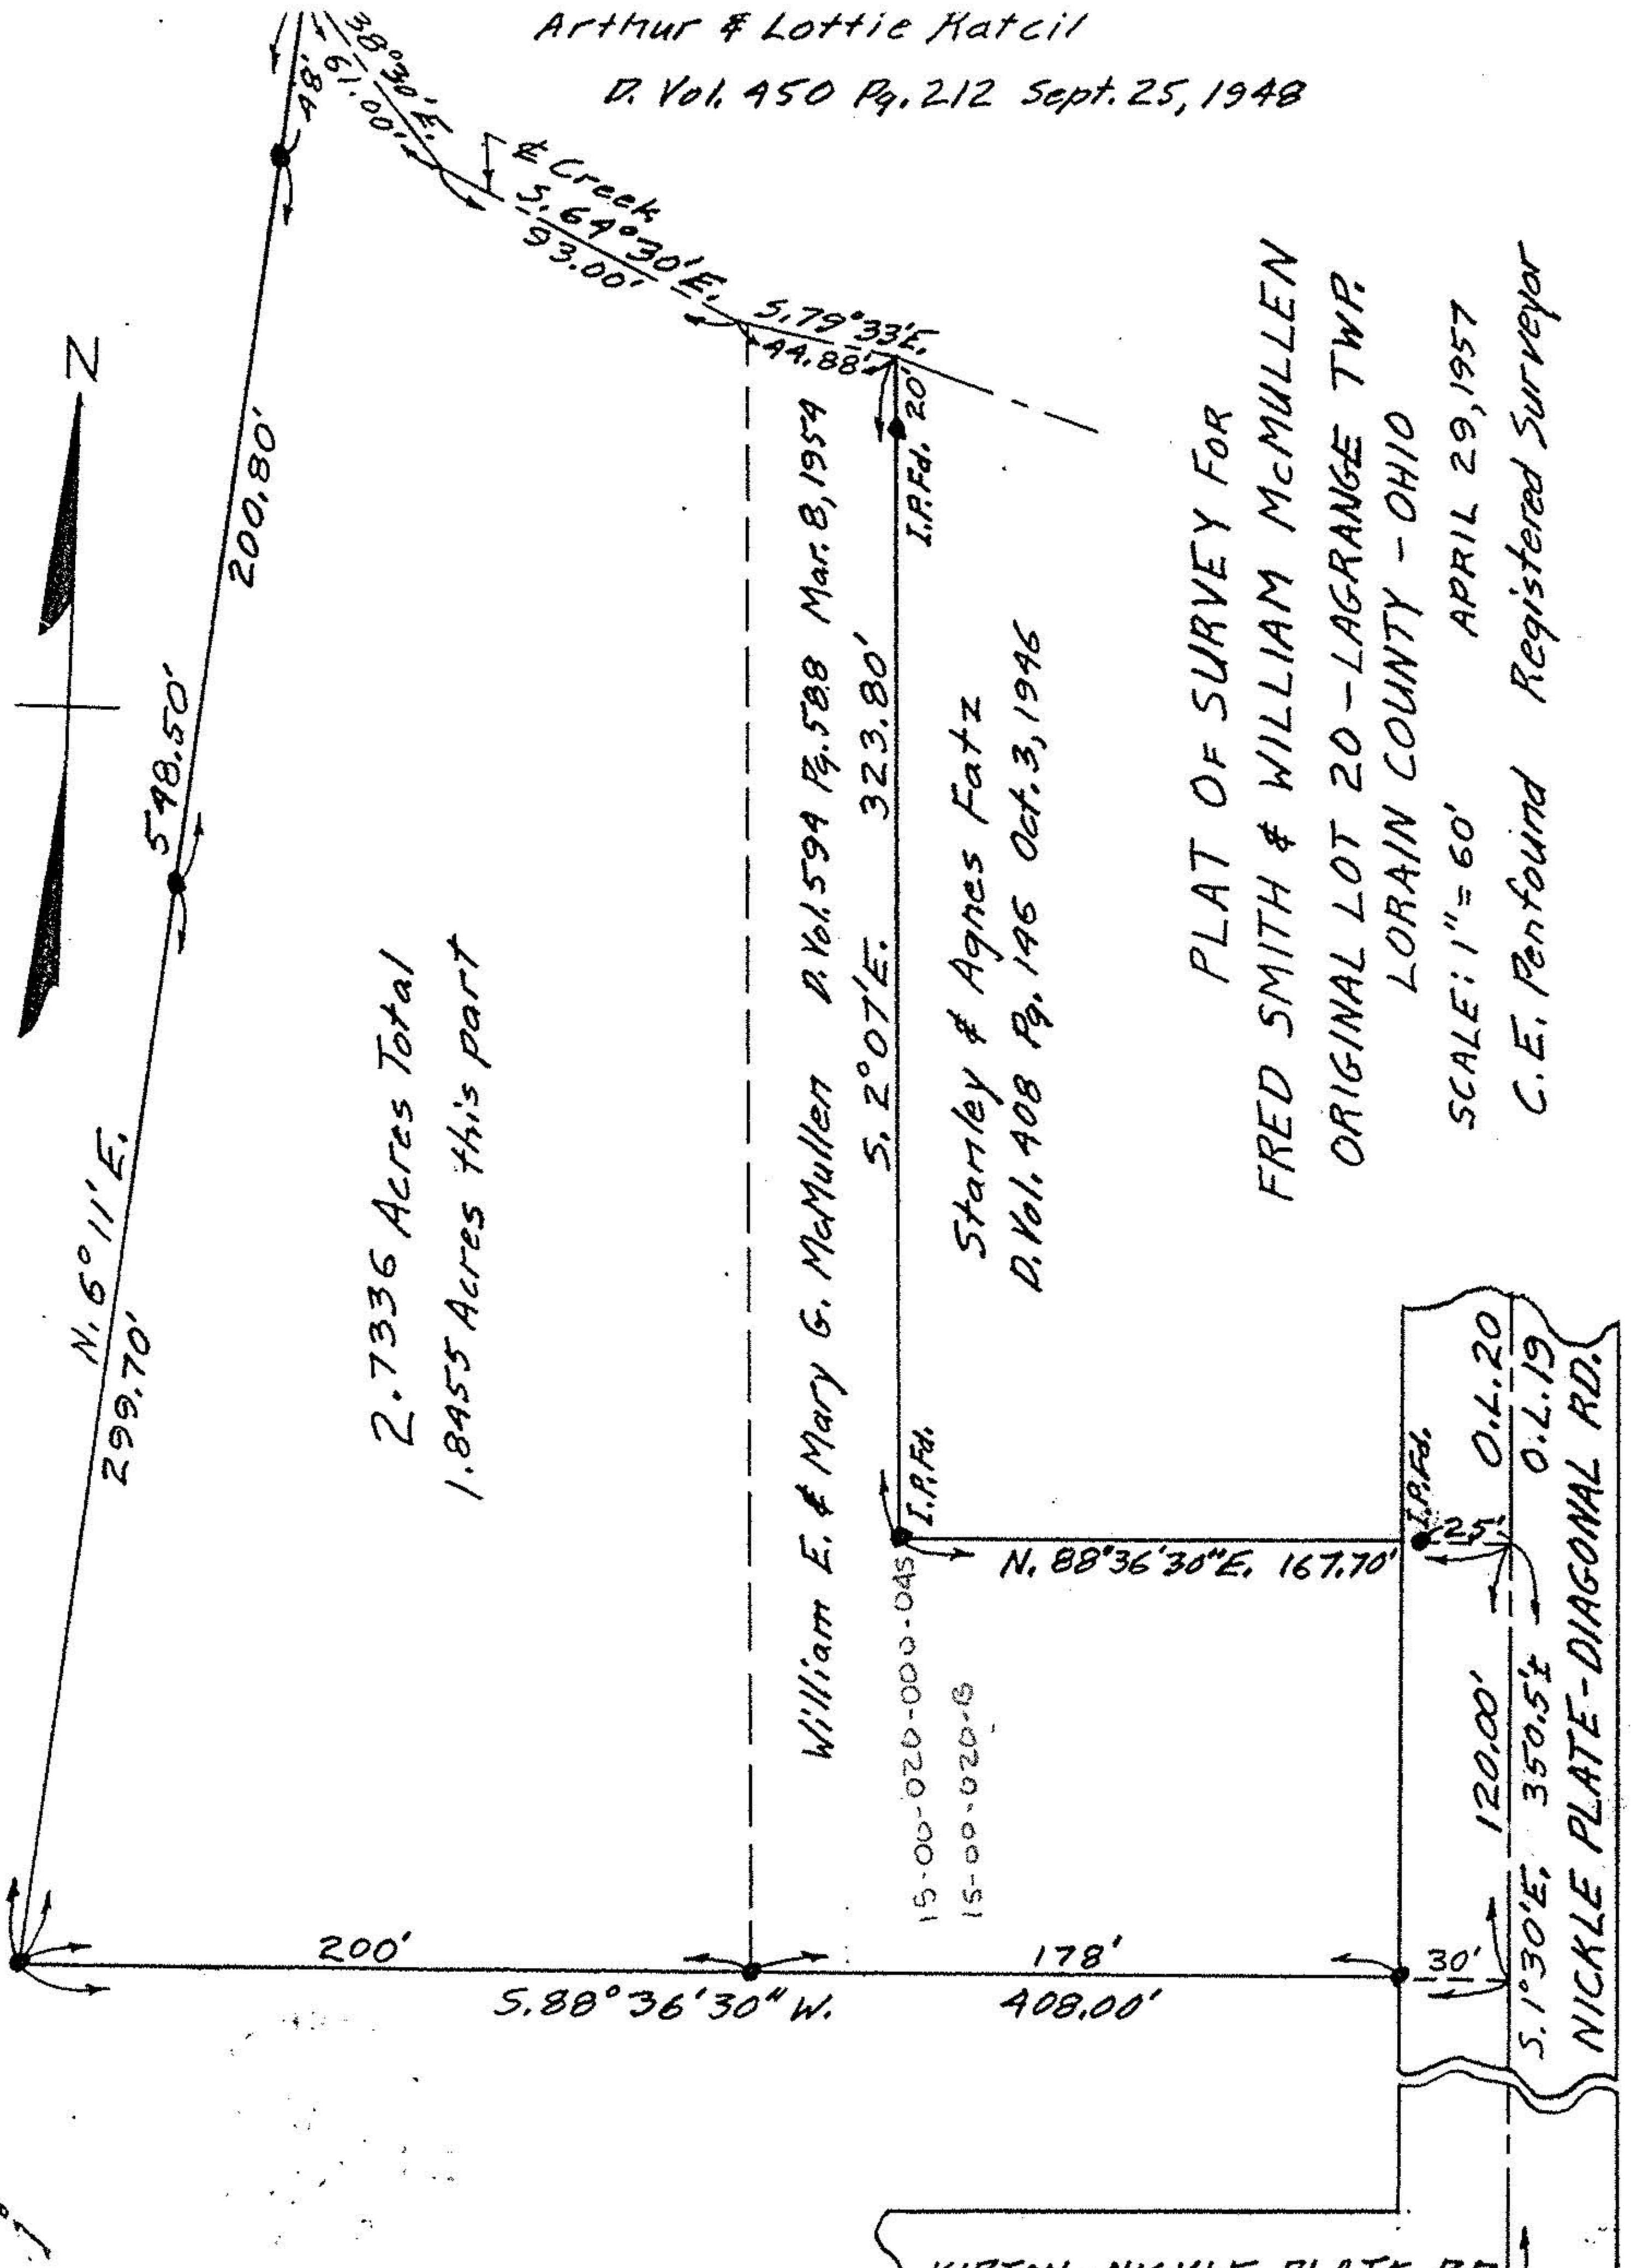 Arthur & Lottie
D. Vol. 450 Pg. 212 Sept. 25, 1948
48'
61.00'
℄ Creek
S. 64°30'E.
93.00'
S. 79°33'E.
44.88'
20'
I.P.Fd.
N
200.80'
548.50'
N. 6°11'E.
299.70'
2.7336 Acres Total
1.8455 Acres this part
William E. & Mary G. McMullen D. Vol. 594 Pg. 588 Mar. 8, 1954
S. 2°07'E. 323.80'
Stanley & Agnes Fatz
D. Vol. 408 Pg. 146 Oct. 3, 1946
I.P.Fd.
N. 88°36'30"E. 167.70'
I.P.Fd.
25'
15-00-020-000-045
15-00-020-B
200'
178'
30'
S. 88°36'30"W. 408.00'
120.00' O.L. 20
S. 1°30'E. 350.5'± O.L. 19
NICKLE PLATE-DIAGONAL RD.
PLAT OF SURVEY FOR
FRED SMITH & WILLIAM McMULLEN
ORIGINAL LOT 20 - LAGRANGE TWP.
LORAIN COUNTY - OHIO
SCALE: 1" = 60' APRIL 29, 1957
C. E. Penfound Registered Surveyor